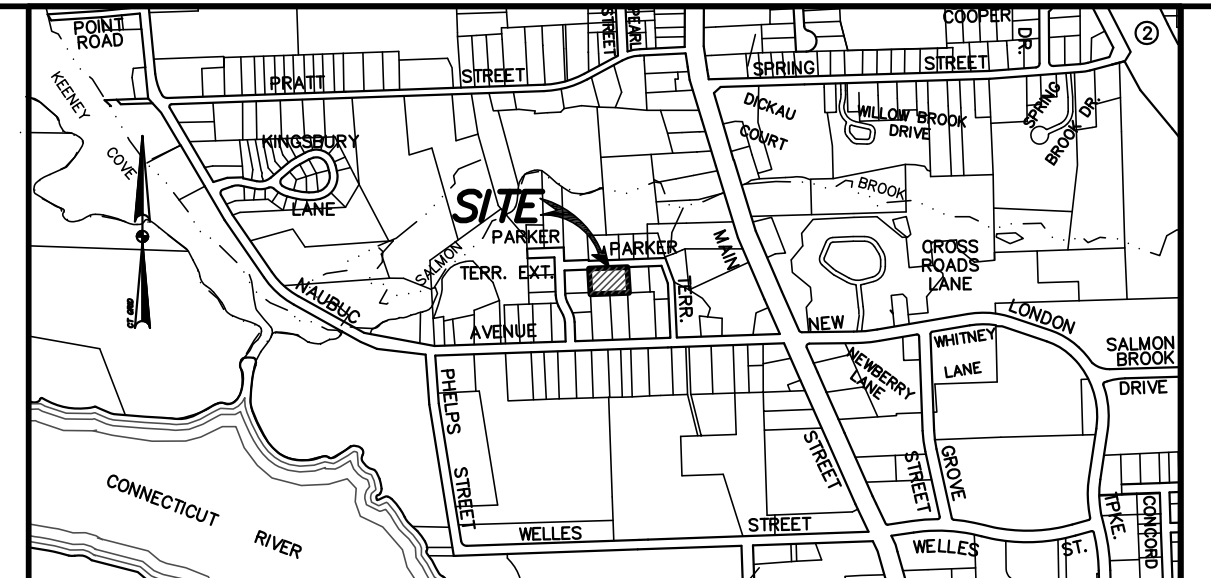 POINT
ROAD
STREET
PEARL
COOPER
DR.
2
KEENEY
COVE
PRATT
STREET
SPRING
STREET
DICKAU
COURT
WILLOW BROOK
DRIVE
SPRING
BROOK DR.
KINGSBURY
LANE
SITE
BROOK
PARKER
TERR. EXT.
PARKER
TERR.
SALMON
MAIN
CROSS
ROADS
LANE
CT GRID
NAUBUC
AVENUE
NEW
LONDON
WHITNEY
LANE
SALMON
BROOK
DRIVE
NEWBERRY
LANE
PHELPS
STREET
STREET
STREET
GROVE
CONNECTICUT
RIVER
WELLES
STREET
WELLES
ST.
TPKE.
CONCORD